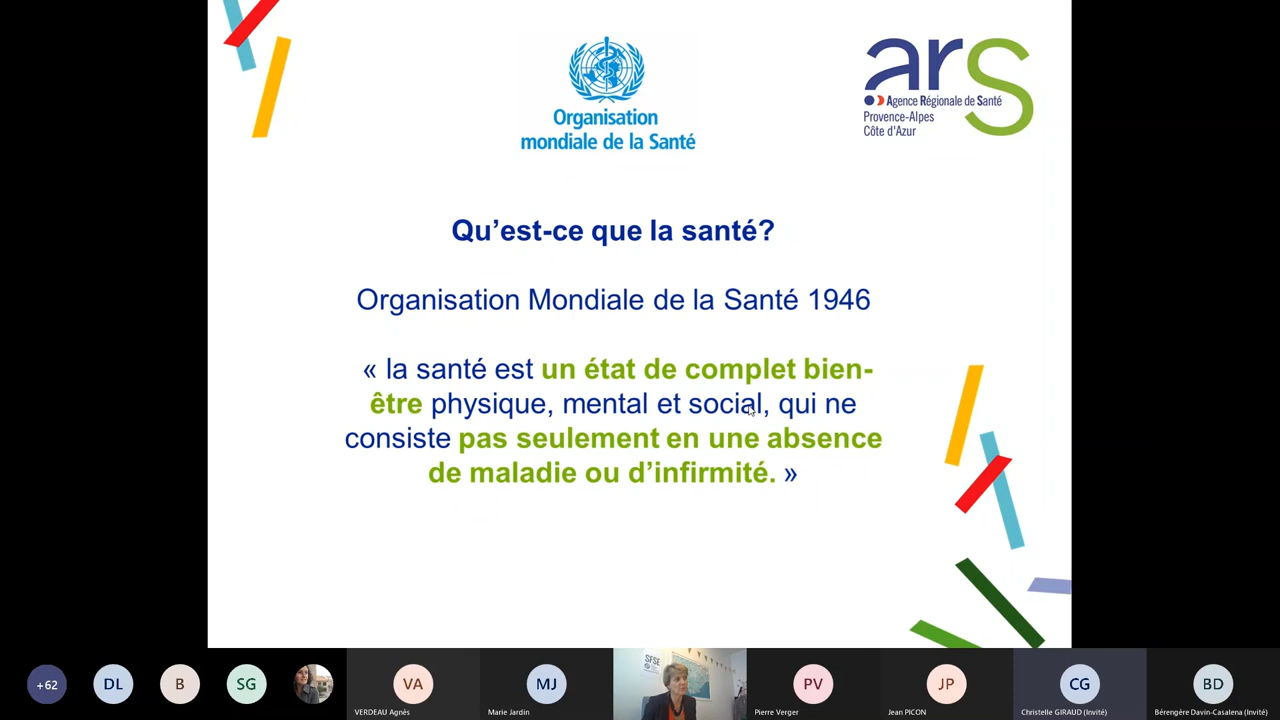 Organisation
mondiale de la Santé
ars
Agence Régionale de Santé
Provence-Alpes
Côte d'Azur
Qu'est-ce que la santé?
Organisation Mondiale de la Santé 1946
« la santé est un état de complet bien-
être physique, mental et social, qui ne
consiste pas seulement en une absence
de maladie ou d'infirmité. »
+62
DL
B
SG
VA
MJ
SFSE
PV
JP
CG
BD
VERDEAU Agnès
Marie Jardin
Pierre Verger
Jean PICON
Christelle GIRAUD (Invité)
Bérengère Davin-Casalena (Invité)